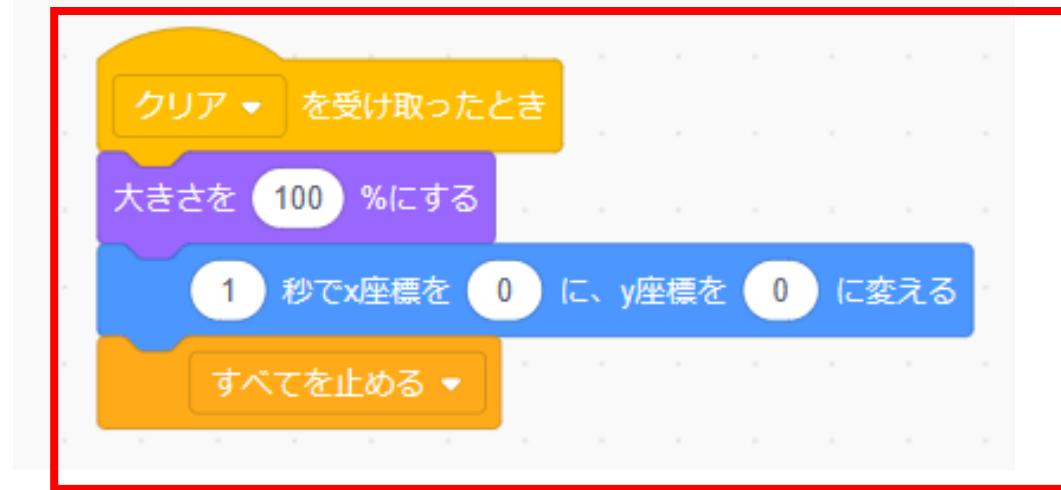 クリア を受け取ったとき
大きさを 100 %にする
1 秒でx座標を 0 に、y座標を 0 に変える
すべてを止める